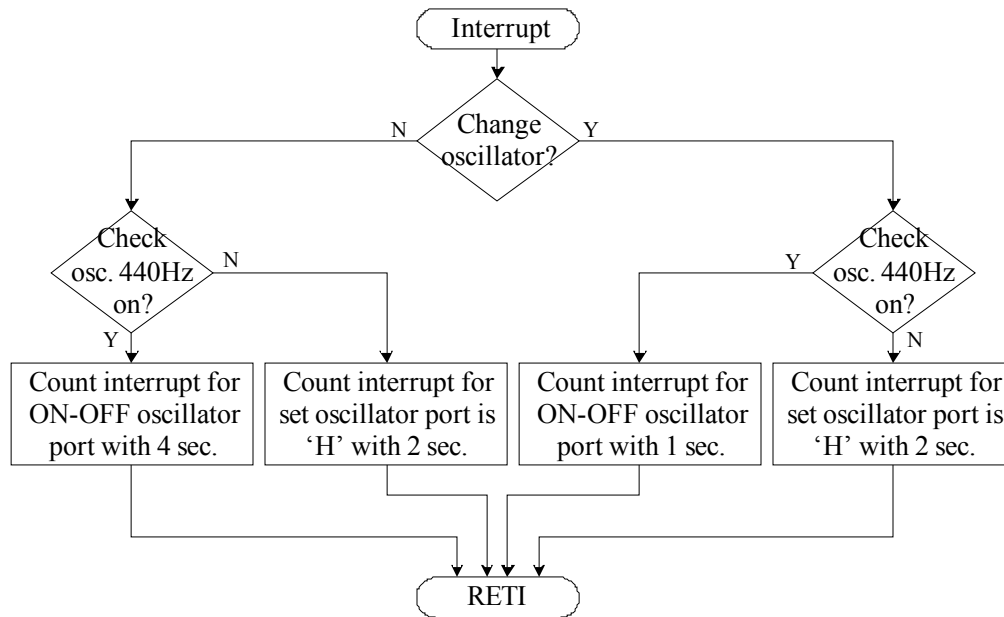 Interrupt
Change
oscillator?
N
Y
Check
osc. 440Hz
on?
N
Y
Check
osc. 440Hz
on?
Y
N
Count interrupt for
ON-OFF oscillator
port with 4 sec.
Count interrupt for
set oscillator port is
‘H’ with 2 sec.
Count interrupt for
ON-OFF oscillator
port with 1 sec.
Count interrupt for
set oscillator port is
‘H’ with 2 sec.
RETI